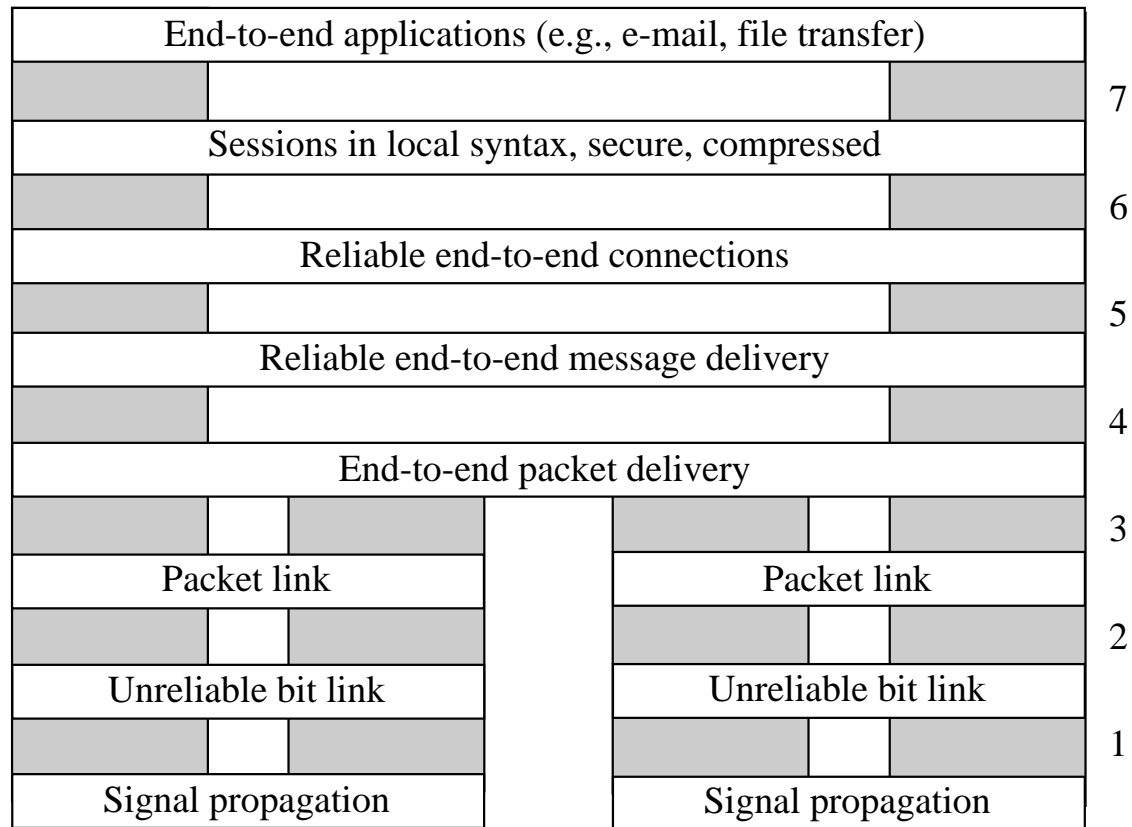 End-to-end applications (e.g., e-mail, file transfer)
7
Sessions in local syntax, secure, compressed
6
Reliable end-to-end connections
5
Reliable end-to-end message delivery
4
End-to-end packet delivery
3
Packet link
Packet link
2
Unreliable bit link
Unreliable bit link
1
Signal propagation
Signal propagation